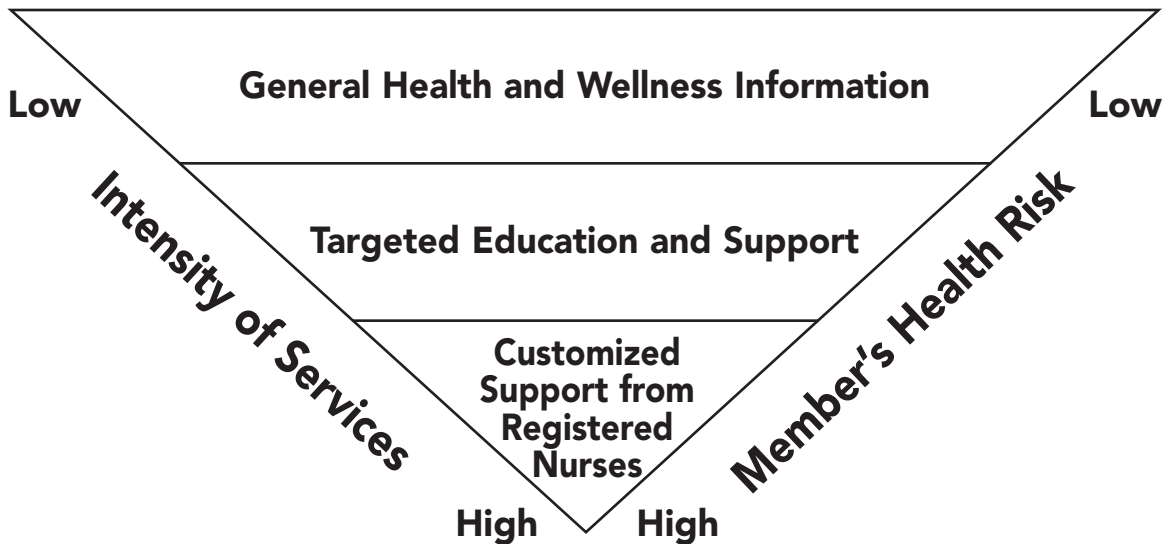 General Health and Wellness Information
Low
Low
Intensity of Services
Member's Health Risk
Targeted Education and Support
Customized
Support from
Registered
Nurses
High
High